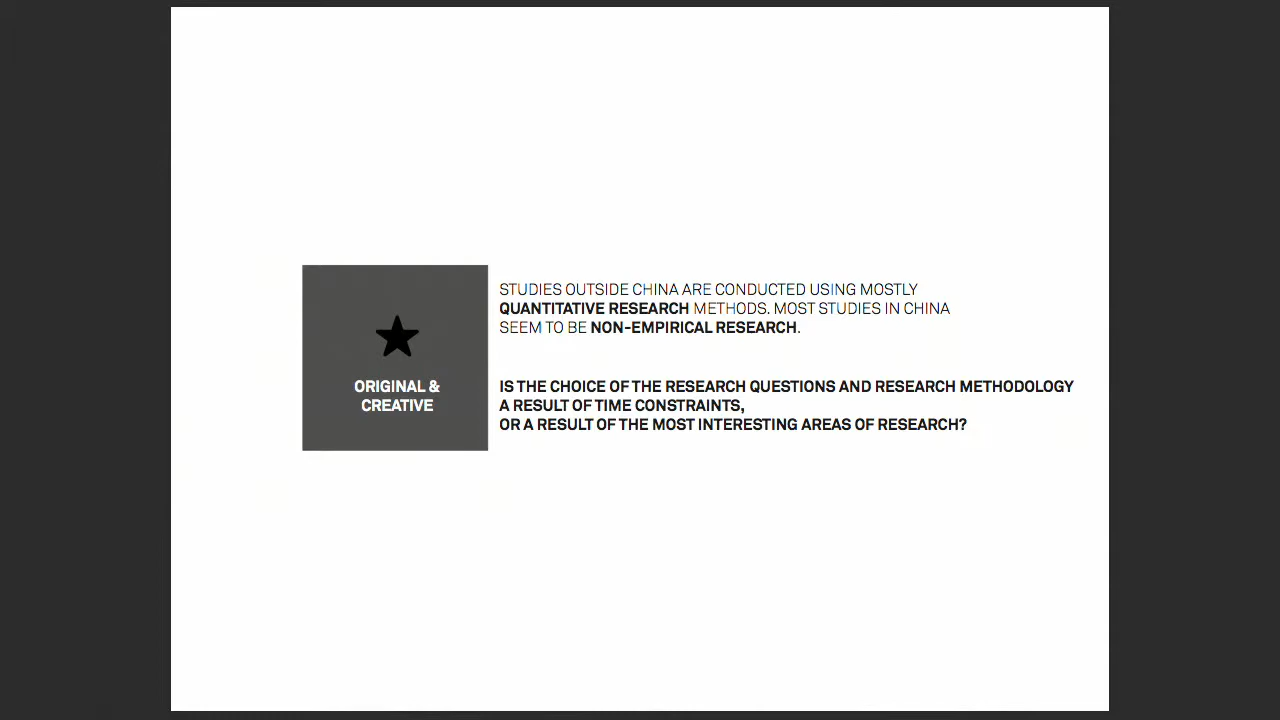 ORIGINAL &
CREATIVE
STUDIES OUTSIDE CHINA ARE CONDUCTED USING MOSTLY
QUANTITATIVE RESEARCH METHODS. MOST STUDIES IN CHINA
SEEM TO BE NON-EMPIRICAL RESEARCH.
IS THE CHOICE OF THE RESEARCH QUESTIONS AND RESEARCH METHODOLOGY
A RESULT OF TIME CONSTRAINTS,
OR A RESULT OF THE MOST INTERESTING AREAS OF RESEARCH?